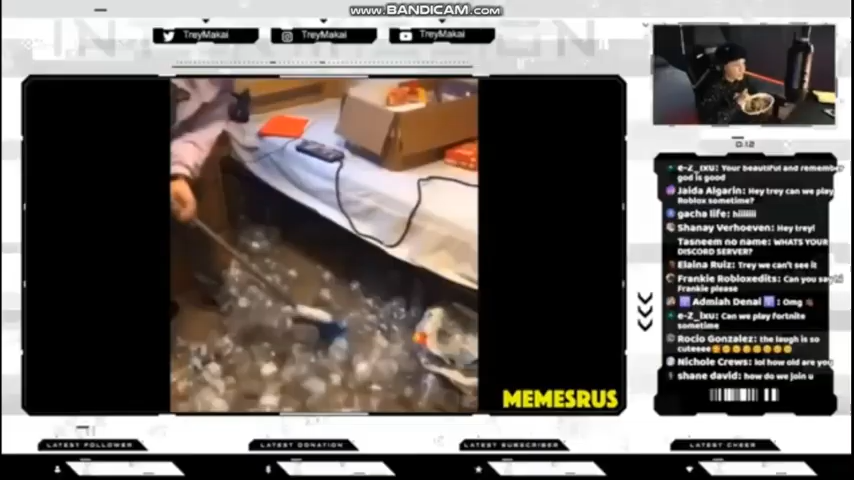 www.BANDICAM.com
TreyMakai
TreyMakai
TreyMakai
0:12
e-Z_lxu: Your beautiful and remember
god is good
Jaida Algarin: Hey trey can we play
Roblox sometime?
gacha life: hiiiiiii
Shanay Verhoeven: Hey trey!
Tasneem no name: WHATS YOUR
DISCORD SERVER?
Elaina Ruiz: Trey we can't see it
Frankie Robloxedits: Can you say hi
Frankie please
Admiah Denal : Omg
e-Z_lxu: Can we play fortnite
sometime
Rocio Gonzalez: the laugh is so
cuteeee🥰😊😊😊😊😊😊😊
Nichole Crews: lol how old are you
shane david: how do we join u
MEMESRUS
LATEST FOLLOWER
LATEST DONATION
LATEST SUBSCRIBER
LATEST CHEER